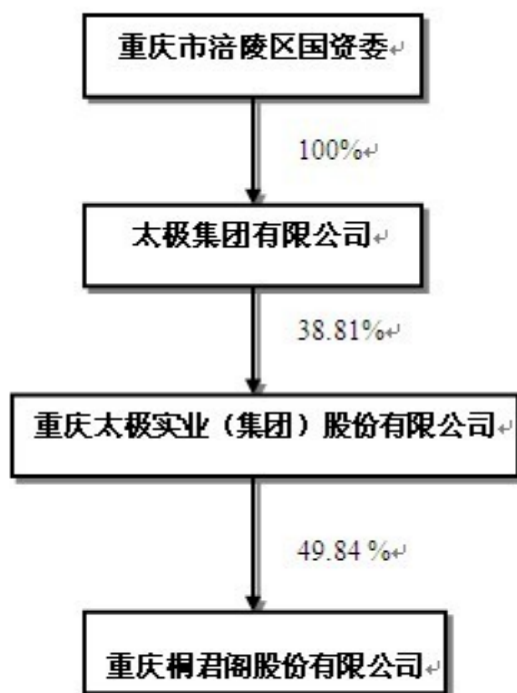 重庆市涪陵区国资委↵
100%↵
太极集团有限公司↵
38.81%↵
重庆太极实业（集团）股份有限公司↵
49.84 %↵
重庆桐君阁股份有限公司↵